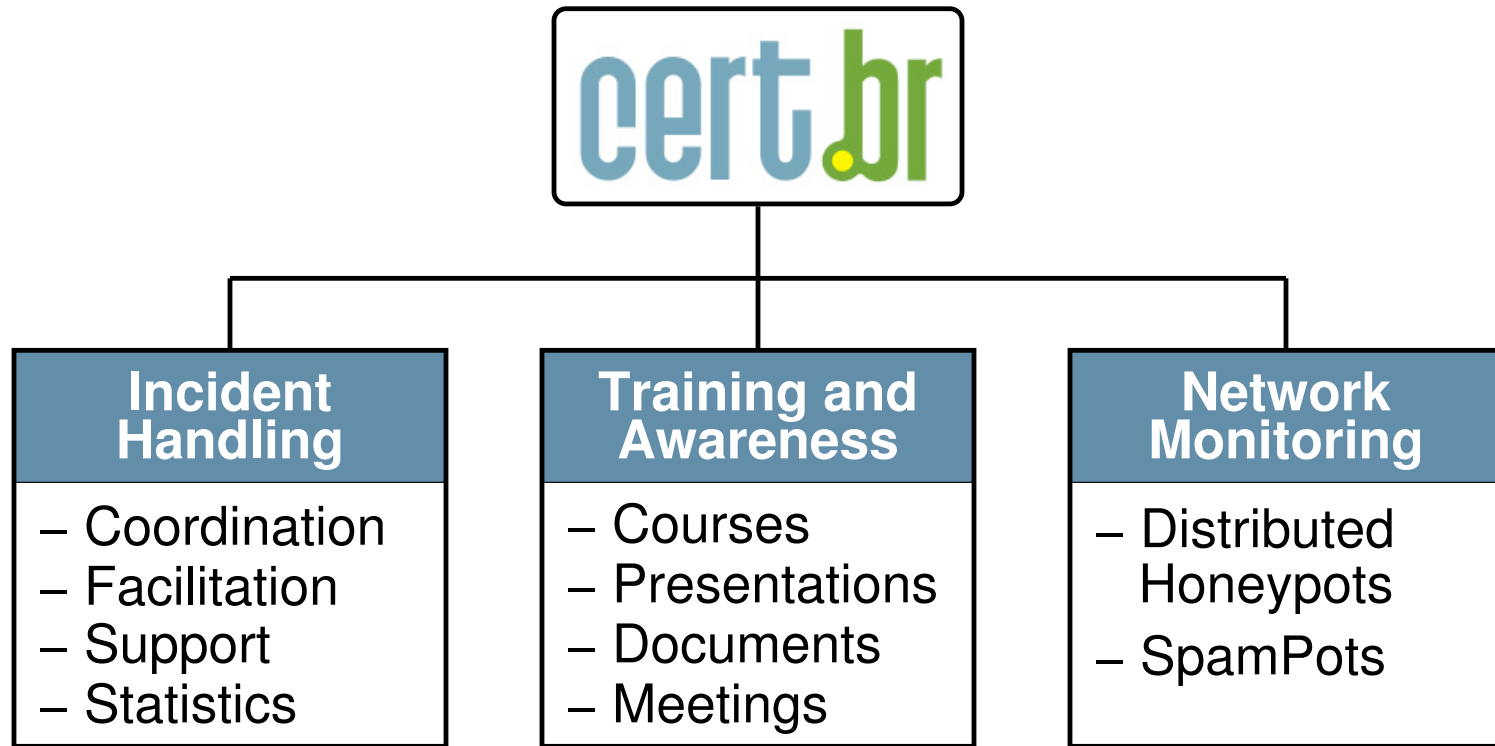 cert.br
Incident
Handling
– Coordination
– Facilitation
– Support
– Statistics
Training and
Awareness
– Courses
– Presentations
– Documents
– Meetings
Network
Monitoring
– Distributed
Honeypots
– SpamPots